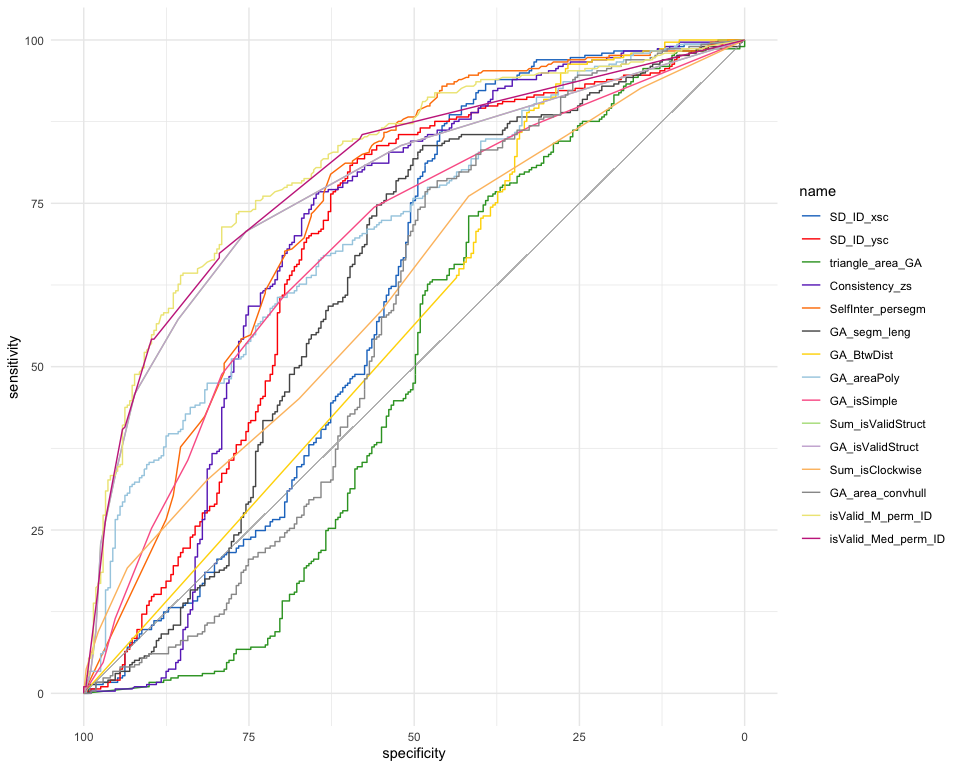 100
75
50
25
0
sensitivity
100
75
50
25
0
specificity
name
SD_ID_xsc
SD_ID_ysc
triangle_area_GA
Consistency_zs
SelfInter_persegm
GA_segm_leng
GA_BtwDist
GA_areaPoly
GA_isSimple
Sum_isValidStruct
GA_isValidStruct
Sum_isClockwise
GA_area_convhull
isValid_M_perm_ID
isValid_Med_perm_ID